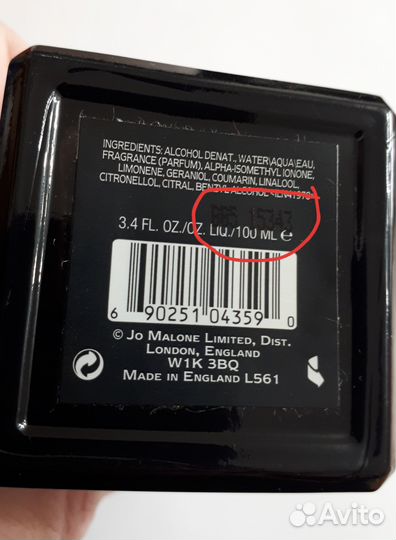 INGREDIENTS: ALCOHOL DENAT., WATER\AQUA\EAU,
FRAGRANCE (PARFUM), ALPHA-ISOMETHYL IONONE,
LIMONENE, GERANIOL, COUMARIN, LINALOOL,
CITRONELLOL, CITRAL, BENZYL ALCOHOL
3.4 FL. OZ./OZ. LIQ./100 ML ℮
6 90251 04359 0
© JO MALONE LIMITED, DIST.
LONDON, ENGLAND
W1K 3BQ
MADE IN ENGLAND L561
Avito